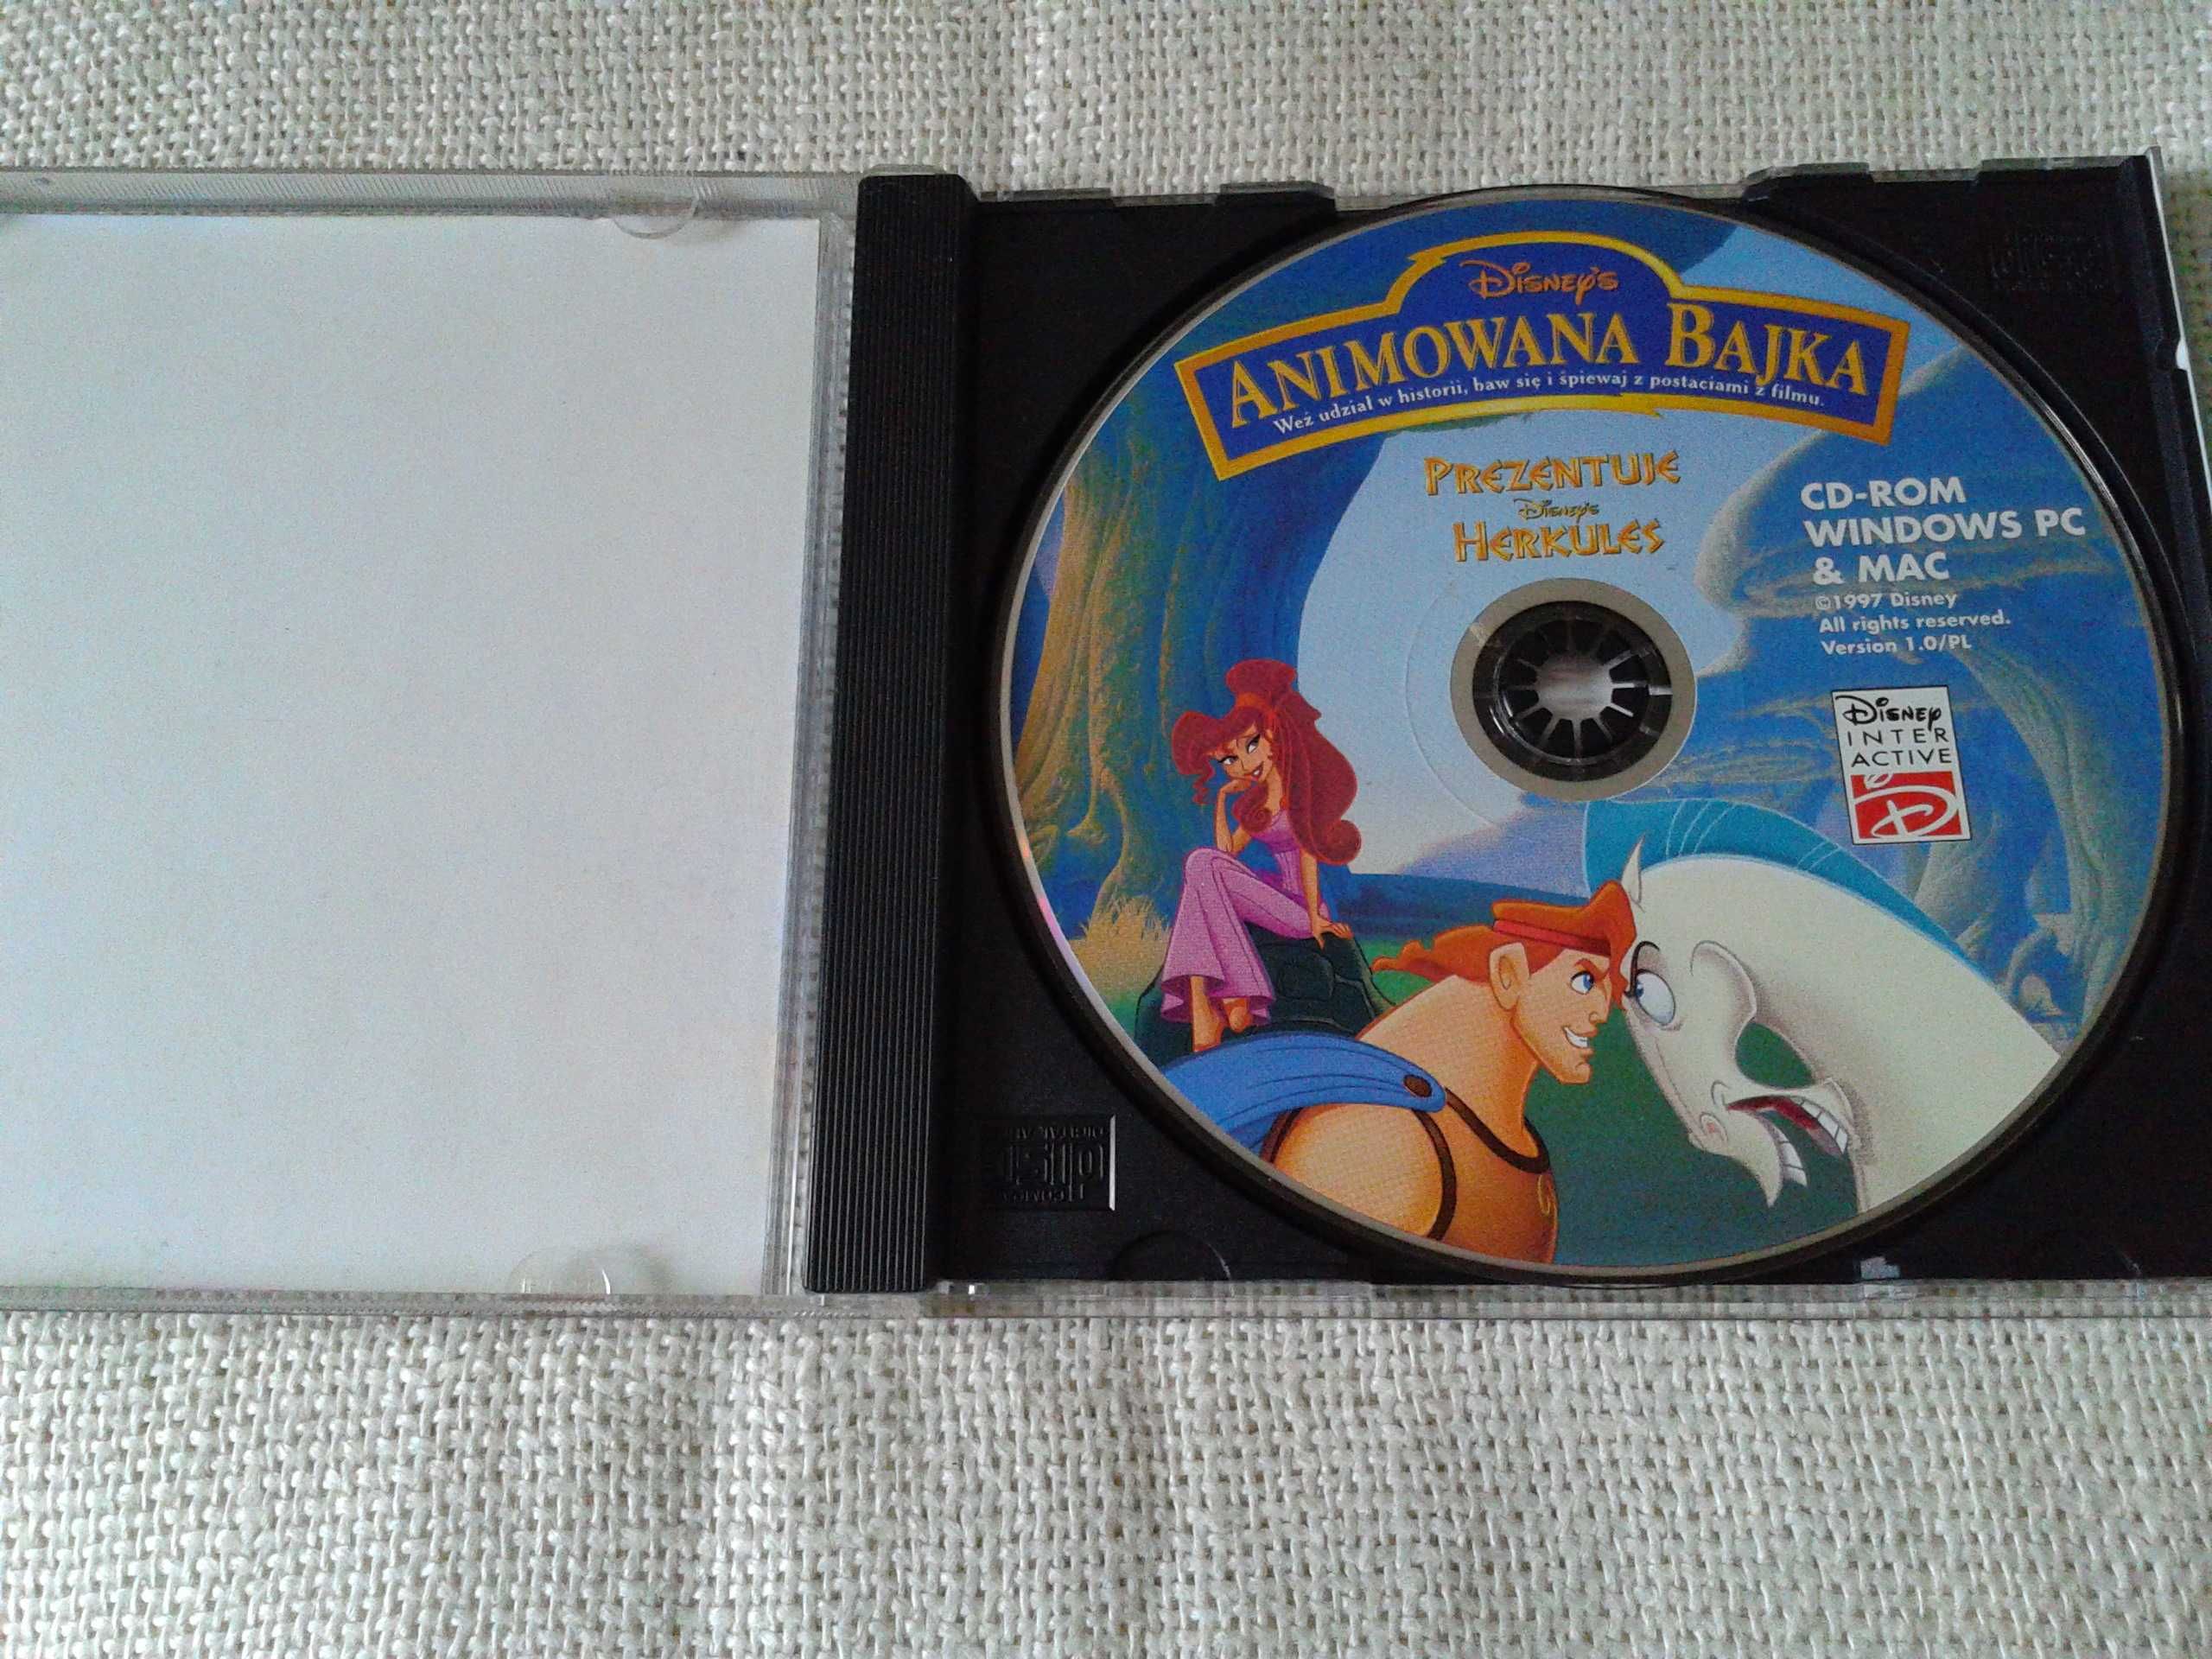 Disney's
ANIMOWANA BAJKA
Weź udział w historii, baw się i śpiewaj z postaciami z filmu.
PREZENTUJE
Disney's
HERKULES
CD-ROM
WINDOWS PC
& MAC
©1997 Disney
All rights reserved.
Version 1.0/PL
Disney
INTER
ACTIVE
D